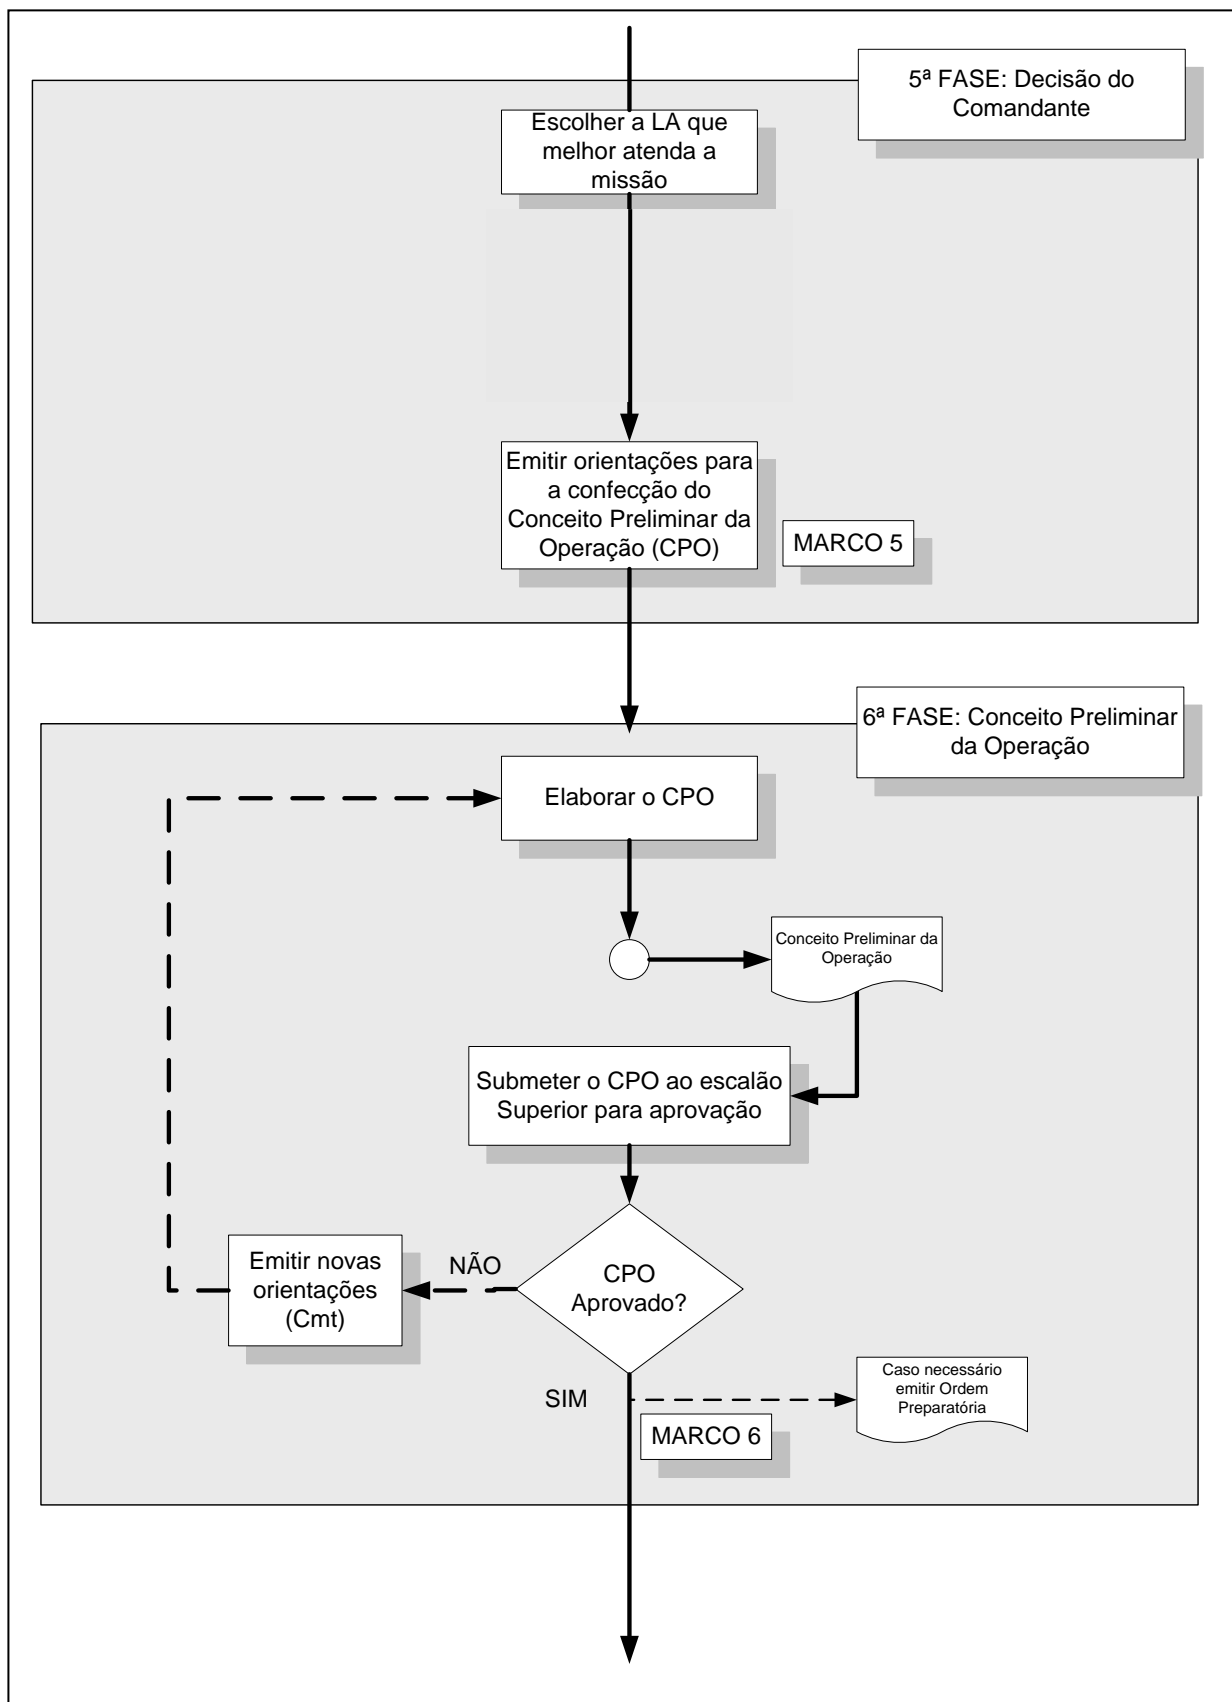 5ª FASE: Decisão do
Comandante
Escolher a LA que
melhor atenda a
missão
Emitir orientações para
a confecção do
Conceito Preliminar da
Operação (CPO)
MARCO 5
6ª FASE: Conceito Preliminar
da Operação
Elaborar o CPO
Conceito Preliminar da
Operação
Submeter o CPO ao escalão
Superior para aprovação
CPO
Aprovado?
NÃO
Emitir novas
orientações
(Cmt)
SIM
Caso necessário
emitir Ordem
Preparatória
MARCO 6